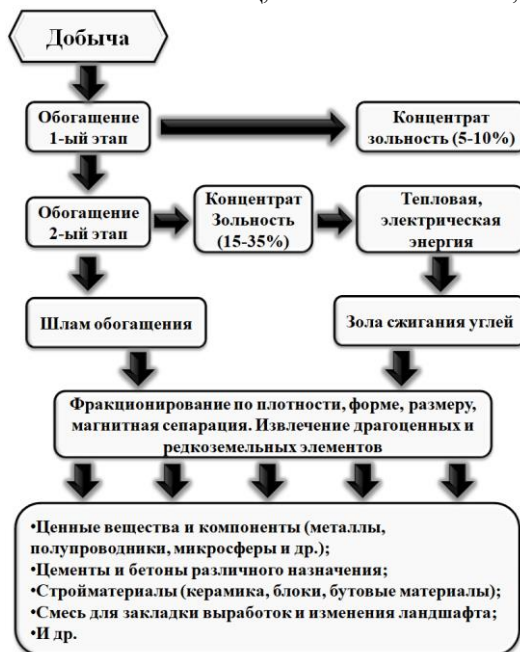 Добыча
Обогащение
1-ый этап
Концентрат
зольность (5-10%)
Обогащение
2-ый этап
Концентрат
Зольность
(15-35%)
Тепловая,
электрическая
энергия
Шлам обогащения
Зола сжигания углей
Фракционирование по плотности, форме, размеру,
магнитная сепарация. Извлечение драгоценных и
редкоземельных элементов
•Ценные вещества и компоненты (металлы,
полупроводники, микросферы и др.);
•Цементы и бетоны различного назначения;
•Стройматериалы (керамика, блоки, бутовые материалы);
•Смесь для закладки выработок и изменения ландшафта;
•И др.